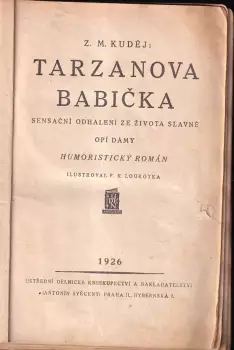 Z. M. KUDĚJ:
TARZANOVA
BABIČKA
SENSAČNÍ ODHALENÍ ZE ŽIVOTA SLAVNÉ
OPÍ DÁMY
HUMORISTICKÝ ROMÁN
ILUSTROVAL F. K. LOUKOTKA
1926
ÚSTŘEDNÍ DĚLNICKÉ KNIHKUPECTVÍ A NAKLADATELSTVÍ
(ANTONÍN SVĚCENÝ) PRAHA II., HYBERNSKÁ 7.